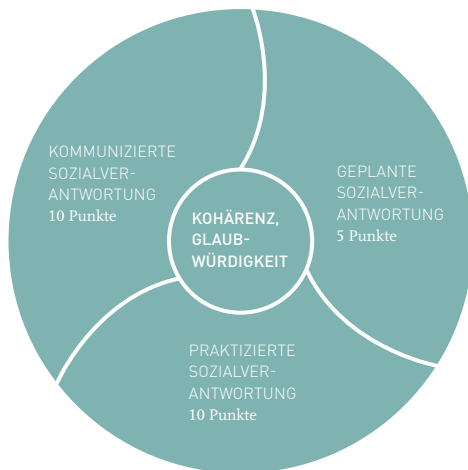 KOMMUNIZIERTE
SOZIALVER-
ANTWORTUNG
10 Punkte
GEPLANTE
SOZIALVER-
ANTWORTUNG
5 Punkte
KOHÄRENZ,
GLAUB-
WÜRDIGKEIT
PRAKTIZIERTE
SOZIALVER-
ANTWORTUNG
10 Punkte